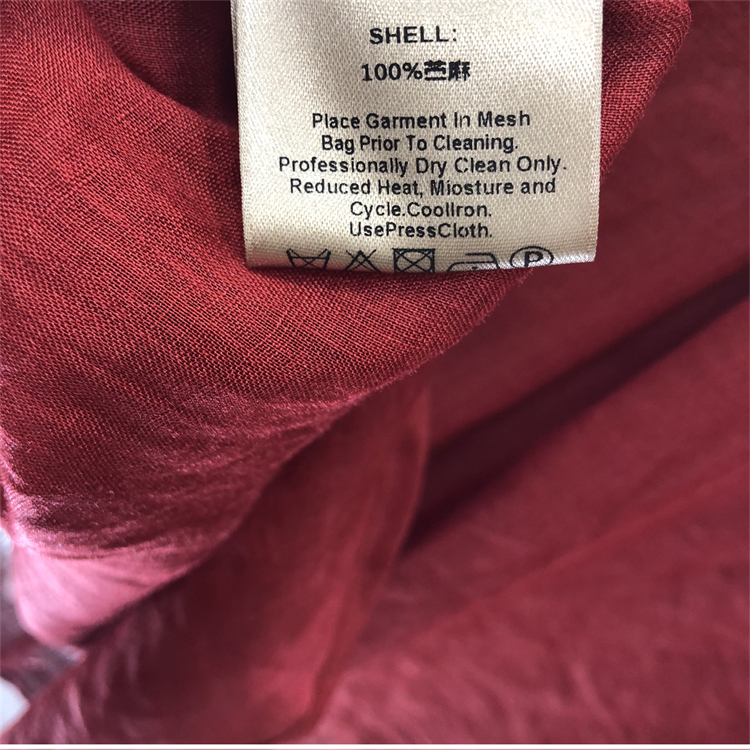 SHELL:
100%苎麻
Place Garment In Mesh
Bag Prior To Cleaning.
Professionally Dry Clean Only.
Reduced Heat, Miosture and
Cycle.CoolIron.
UsePressCloth.
P